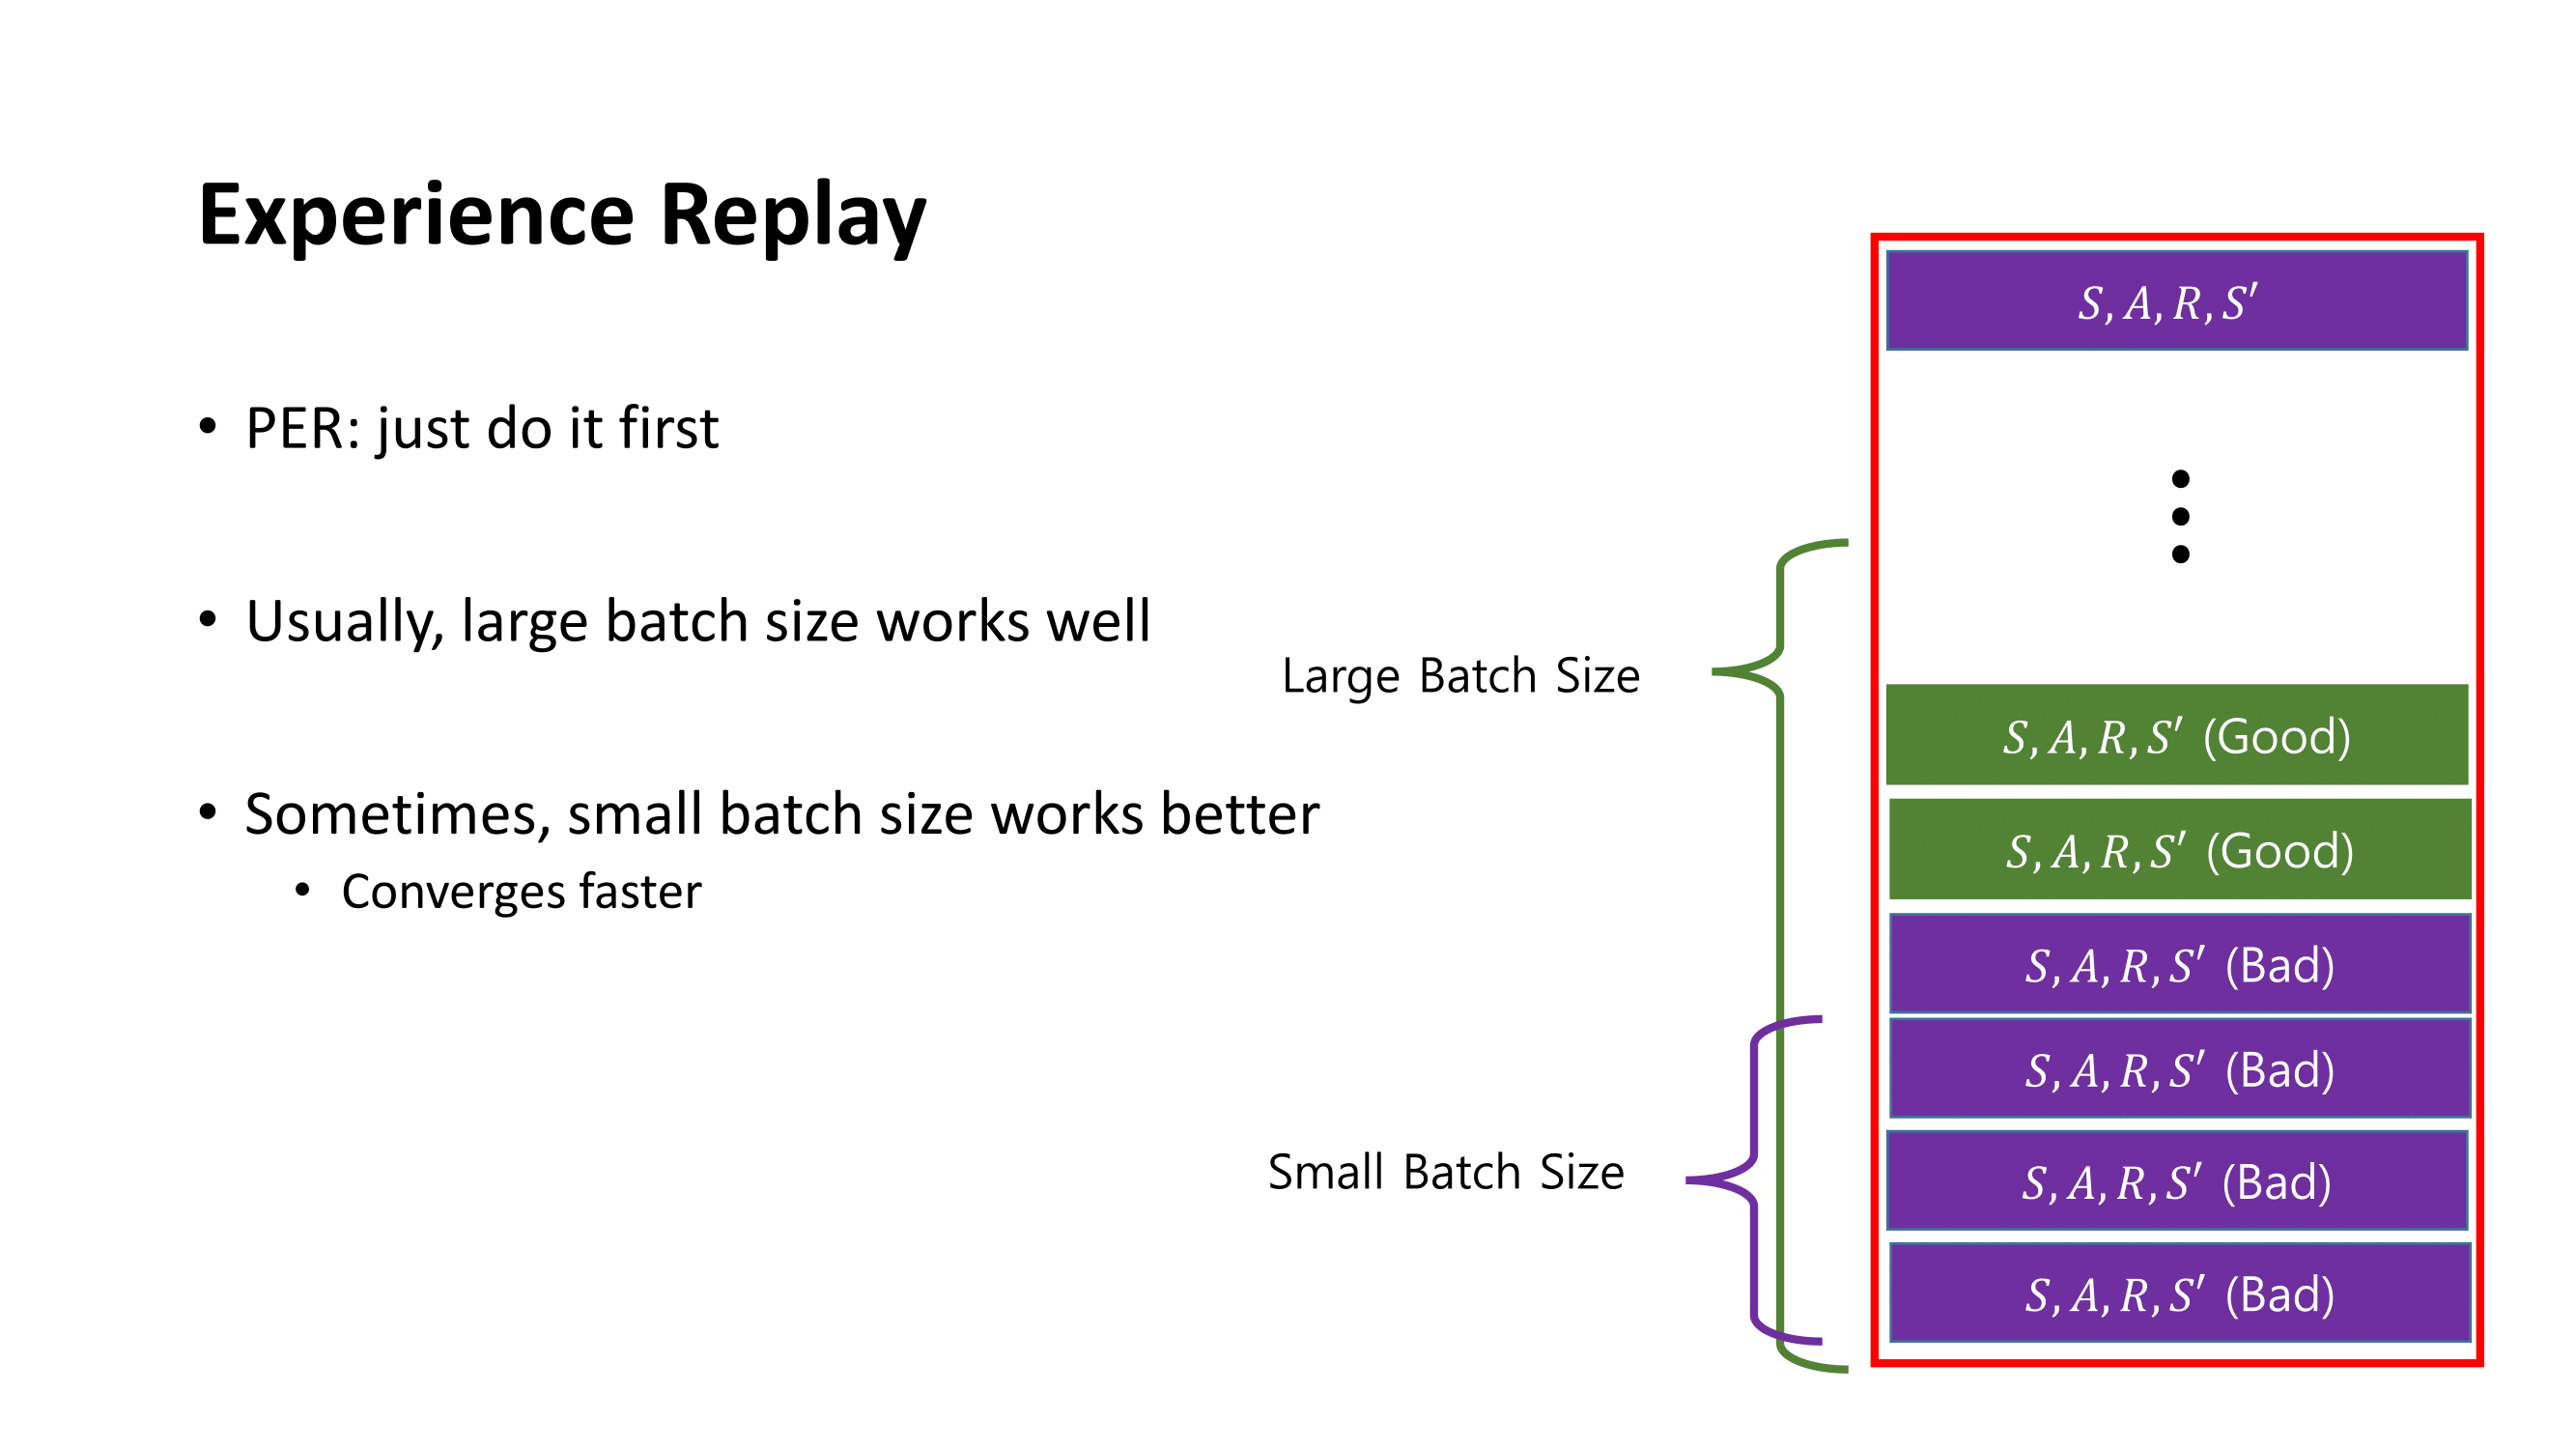 Experience Replay
• PER: just do it first
• Usually, large batch size works well
• Sometimes, small batch size works better
• Converges faster
Large Batch Size
Small Batch Size
S, A, R, S′
S, A, R, S′ (Good)
S, A, R, S′ (Good)
S, A, R, S′ (Bad)
S, A, R, S′ (Bad)
S, A, R, S′ (Bad)
S, A, R, S′ (Bad)